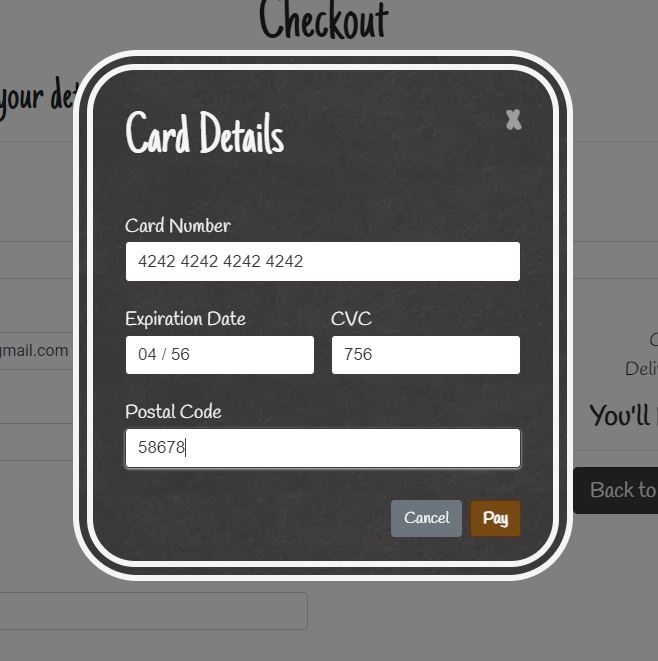 Checkout
your det
Card Details
X
Card Number
4242 4242 4242 4242
Expiration Date CVC
04 / 56 756
gmail.com
Deli
Postal Code
You'll
58678
Back to
Cancel Pay